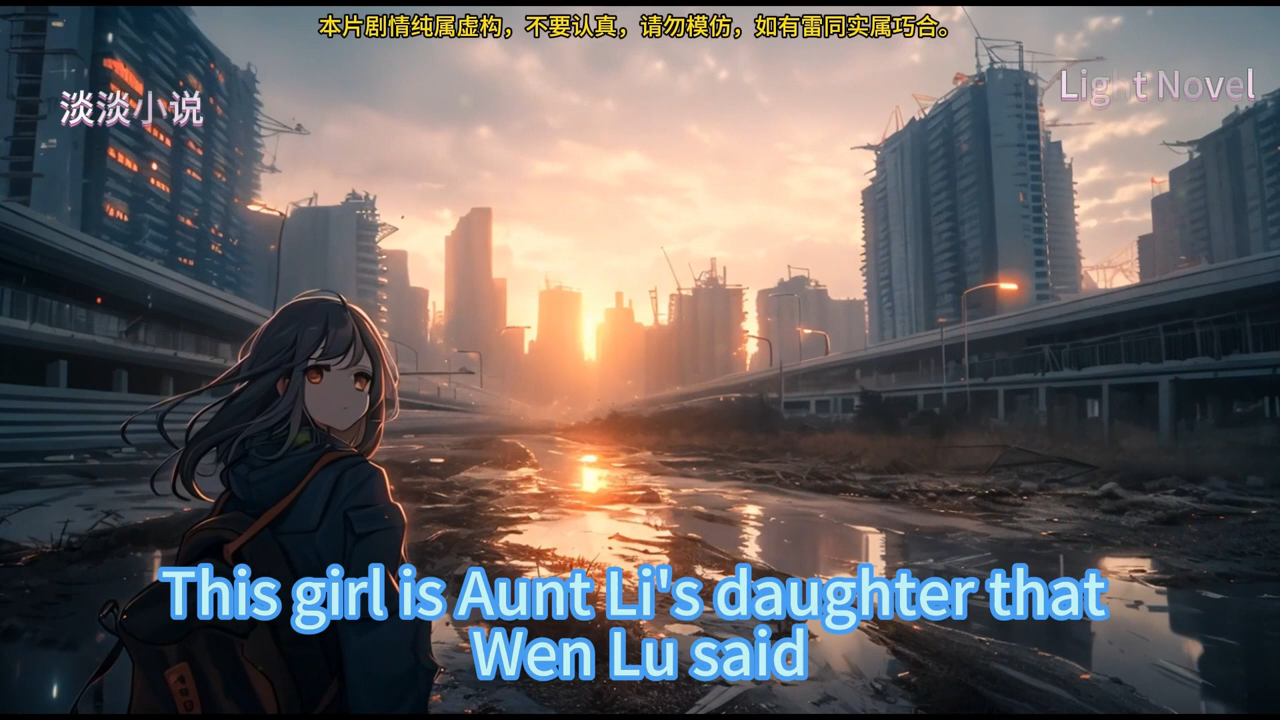 本片剧情纯属虚构，不要认真，请勿模仿，如有雷同实属巧合。
淡淡小说
Light Novel
This girl is Aunt Li's daughter that
Wen Lu said